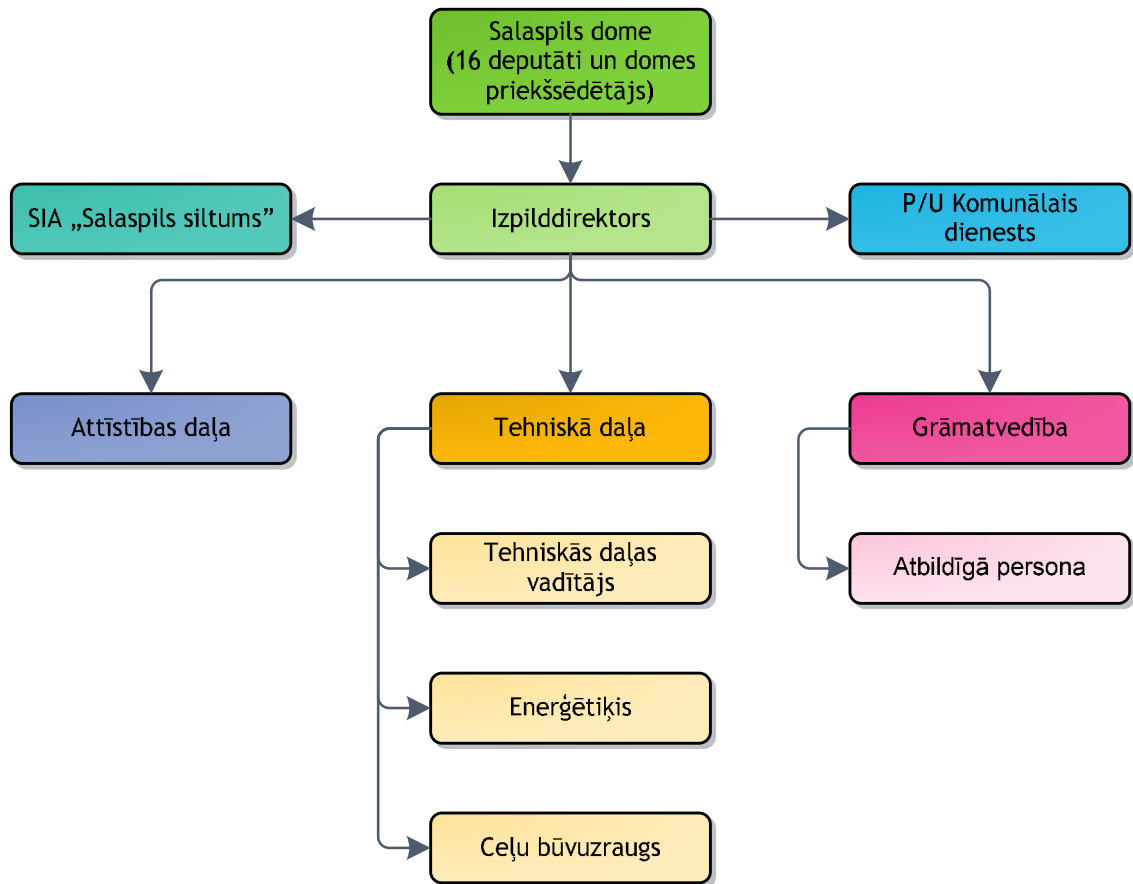 Salaspils dome
(16 deputāti un domes
priekšsēdētājs)
SIA „Salaspils siltums”
Izpilddirektors
P/U Komunālais
dienests
Attīstības daļa
Tehniskā daļa
Grāmatvedība
Tehniskās daļas
vadītājs
Atbildīgā persona
Enerģētiķis
Ceļu būvuzraugs